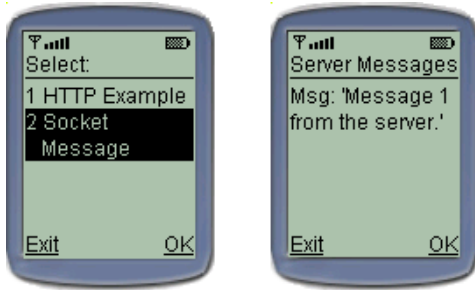 Select:
1 HTTP Example
2 Socket
Message
Exit OK
Server Messages
Msg: 'Message 1
from the server.'
Exit OK